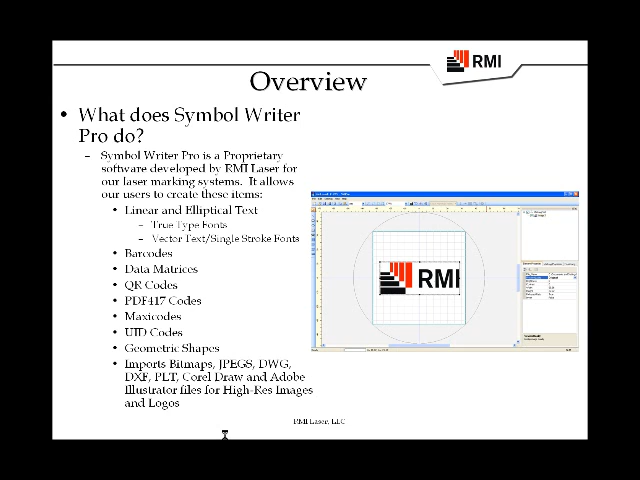 RMI
Overview
• What does Symbol Writer
Pro do?
– Symbol Writer Pro is a Proprietary
software developed by RMI Laser for
our laser marking systems. It allows
our users to create these items:
• Linear and Elliptical Text
– True Type Fonts
– Vector Text/Single Stroke Fonts
• Barcodes
• Data Matrices
• QR Codes
• PDF417 Codes
• Maxicodes
• UID Codes
• Geometric Shapes
• Imports Bitmaps, JPEGS, DWG,
DXF, PLT, Corel Draw and Adobe
Illustrator files for High-Res Images
and Logos
RMI
RMI Laser, LLC